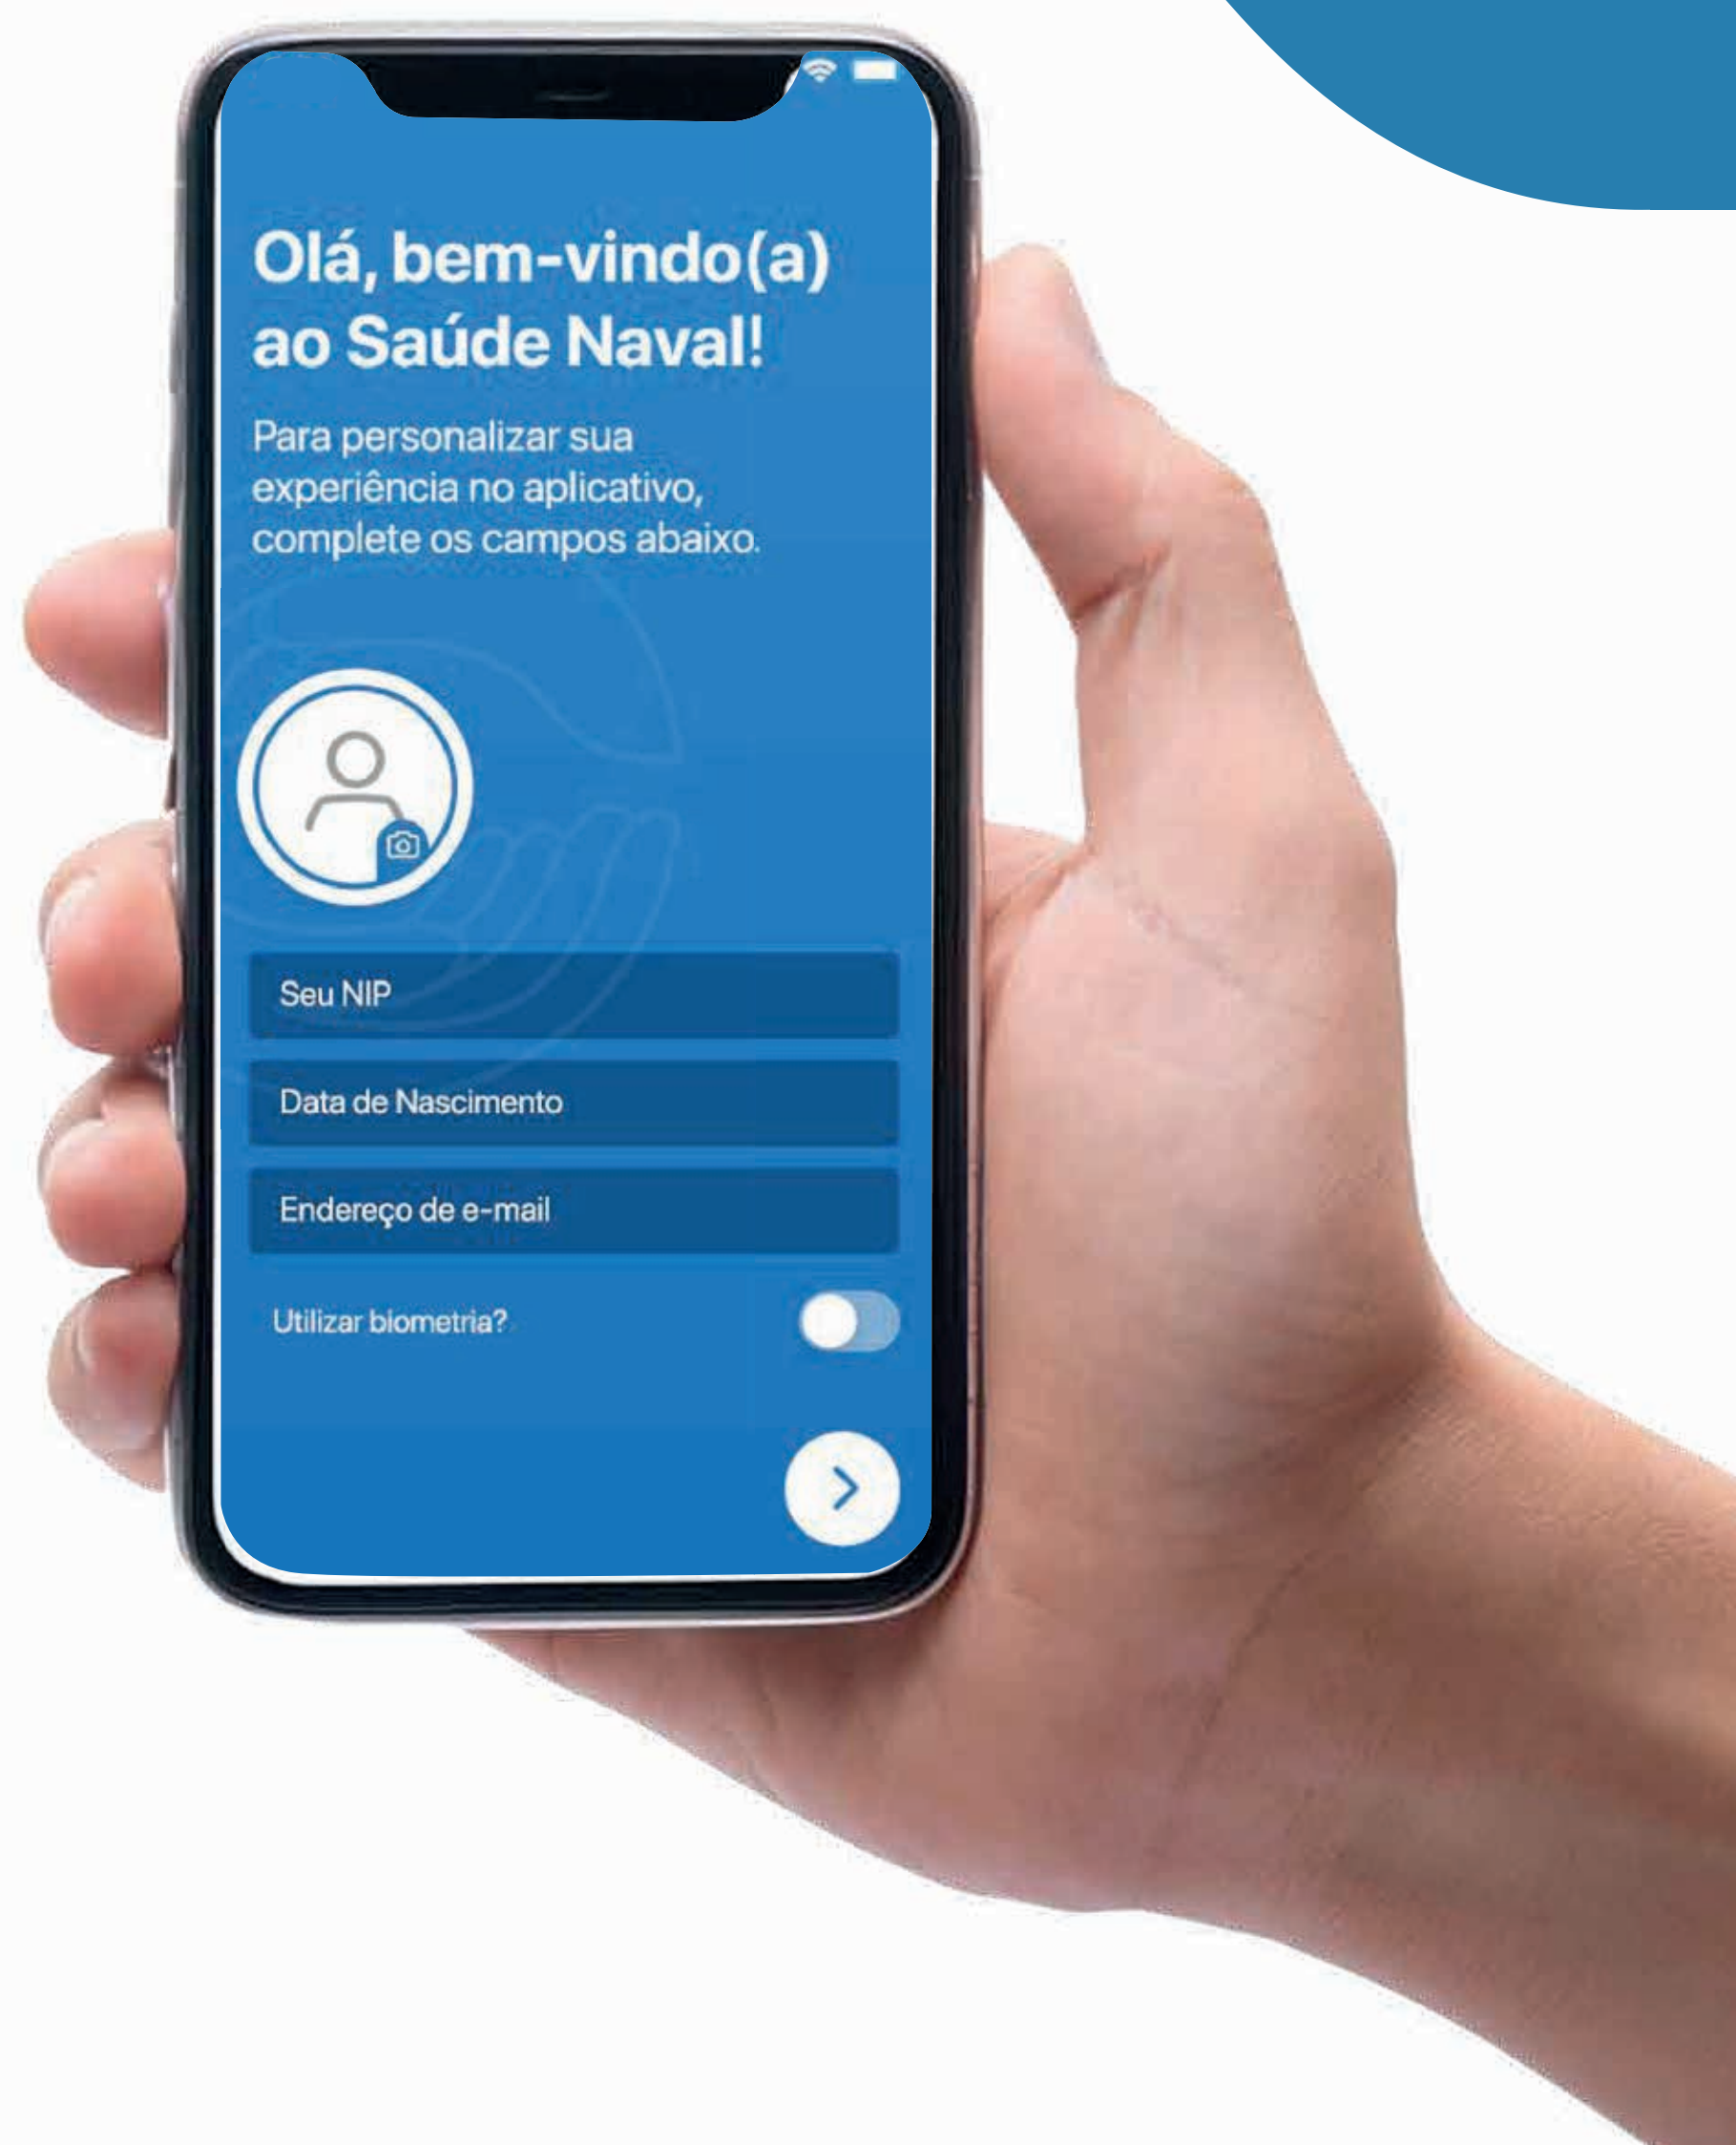 Olá, bem-vindo(a)
ao Saúde Naval!
Para personalizar sua
experiência no aplicativo,
complete os campos abaixo.
Seu NIP
Data de Nascimento
Endereço de e-mail
Utilizar biometria?